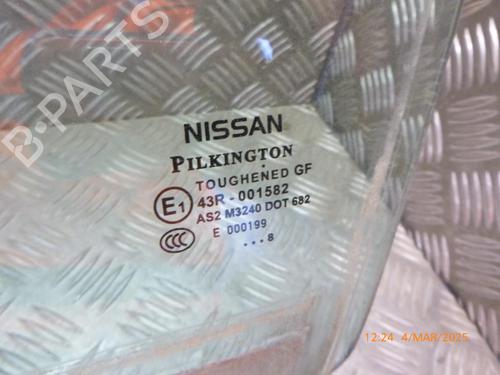 B-PARTS
NISSAN
PILKINGTON
TOUGHENED GF
E1 43R - 001582
AS2 M3240 DOT 682
CCC E 000199
...8
12:24 4/MAR/2025